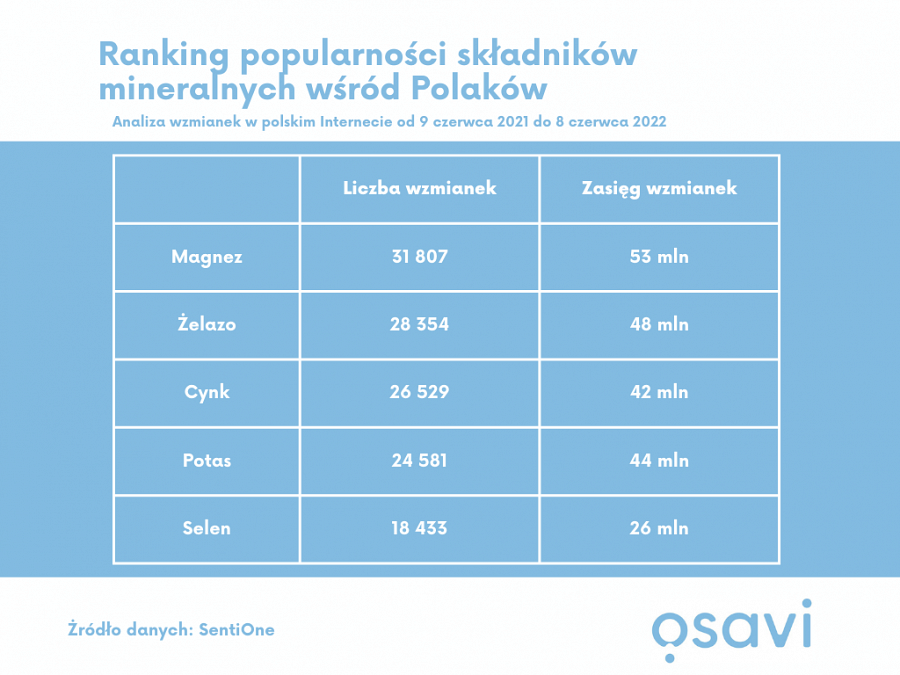 Ranking popularności składników
mineralnych wśród Polaków
Analiza wzmianek w polskim Internecie od 9 czerwca 2021 do 8 czerwca 2022
Liczba wzmianek Zasięg wzmianek
Magnez 31 807 53 mln
Żelazo 28 354 48 mln
Cynk 26 529 42 mln
Potas 24 581 44 mln
Selen 18 433 26 mln
Źródło danych: SentiOne
osavi